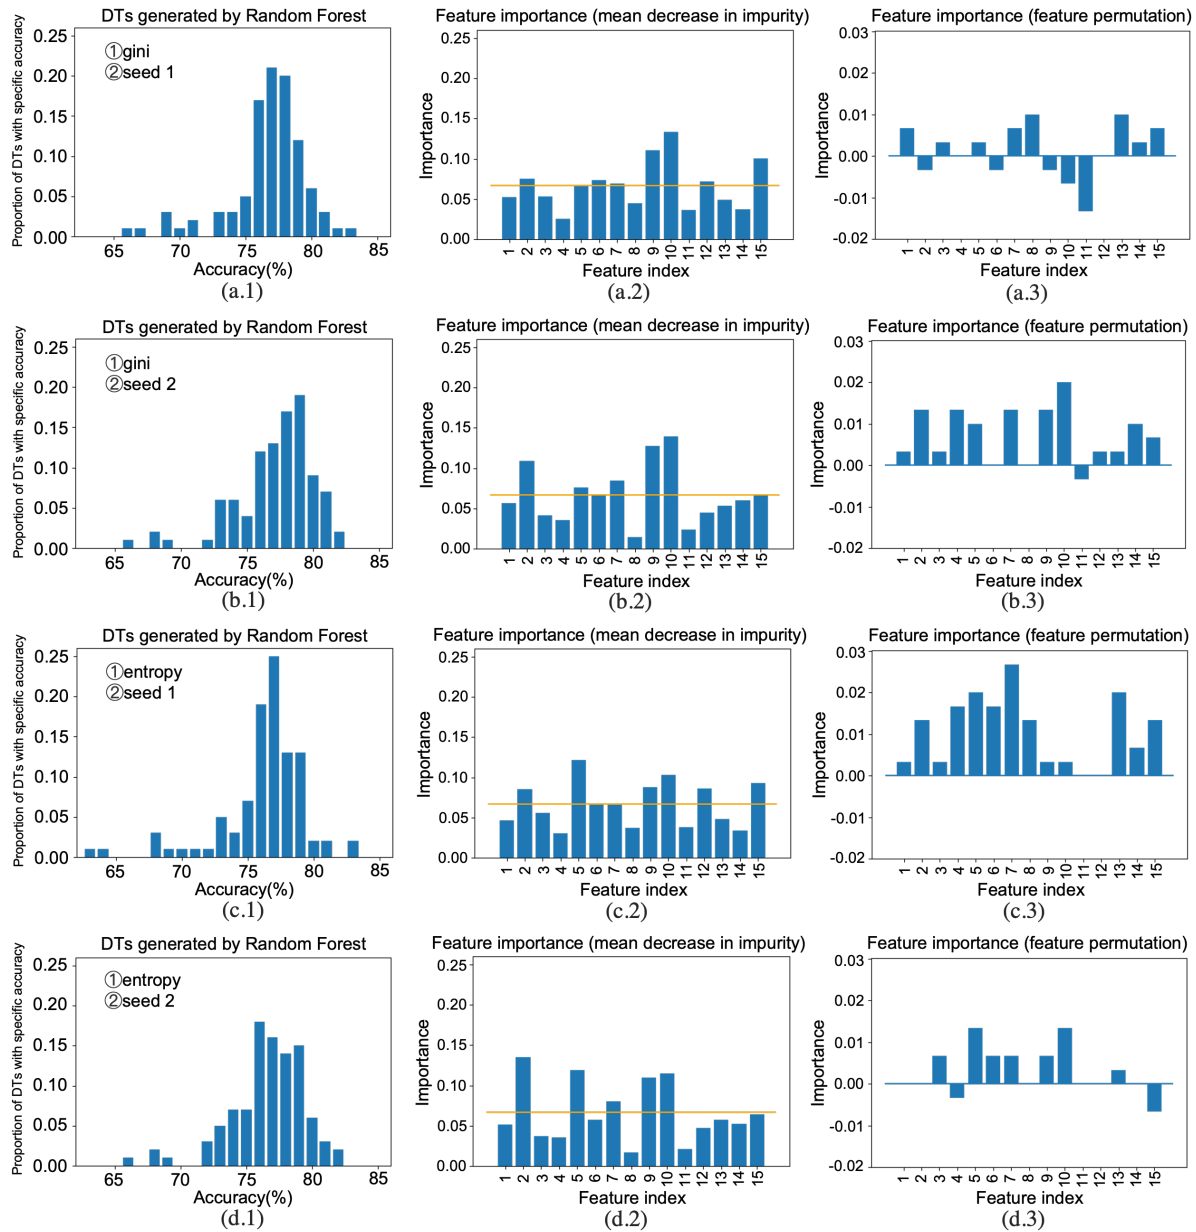 DTs generated by Random Forest
Proportion of DTs with specific accuracy
0.25
0.20
0.15
0.10
0.05
0.00
①gini
②seed 1
65 70 75 80 85
Accuracy(%)
(a.1)
Feature importance (mean decrease in impurity)
Importance
0.25
0.20
0.15
0.10
0.05
0.00
1 2 3 4 5 6 7 8 9 10 11 12 13 14 15
Feature index
(a.2)
Feature importance (feature permutation)
Importance
0.03
0.02
0.01
0.00
-0.01
-0.02
1 2 3 4 5 6 7 8 9 10 11 12 13 14 15
Feature index
(a.3)
DTs generated by Random Forest
Proportion of DTs with specific accuracy
0.25
0.20
0.15
0.10
0.05
0.00
①gini
②seed 2
65 70 75 80 85
Accuracy(%)
(b.1)
Feature importance (mean decrease in impurity)
Importance
0.25
0.20
0.15
0.10
0.05
0.00
1 2 3 4 5 6 7 8 9 10 11 12 13 14 15
Feature index
(b.2)
Feature importance (feature permutation)
Importance
0.03
0.02
0.01
0.00
-0.01
-0.02
1 2 3 4 5 6 7 8 9 10 11 12 13 14 15
Feature index
(b.3)
DTs generated by Random Forest
Proportion of DTs with specific accuracy
0.25
0.20
0.15
0.10
0.05
0.00
①entropy
②seed 1
65 70 75 80 85
Accuracy(%)
(c.1)
Feature importance (mean decrease in impurity)
Importance
0.25
0.20
0.15
0.10
0.05
0.00
1 2 3 4 5 6 7 8 9 10 11 12 13 14 15
Feature index
(c.2)
Feature importance (feature permutation)
Importance
0.03
0.02
0.01
0.00
-0.01
-0.02
1 2 3 4 5 6 7 8 9 10 11 12 13 14 15
Feature index
(c.3)
DTs generated by Random Forest
Proportion of DTs with specific accuracy
0.25
0.20
0.15
0.10
0.05
0.00
①entropy
②seed 2
65 70 75 80 85
Accuracy(%)
(d.1)
Feature importance (mean decrease in impurity)
Importance
0.25
0.20
0.15
0.10
0.05
0.00
1 2 3 4 5 6 7 8 9 10 11 12 13 14 15
Feature index
(d.2)
Feature importance (feature permutation)
Importance
0.03
0.02
0.01
0.00
-0.01
-0.02
1 2 3 4 5 6 7 8 9 10 11 12 13 14 15
Feature index
(d.3)